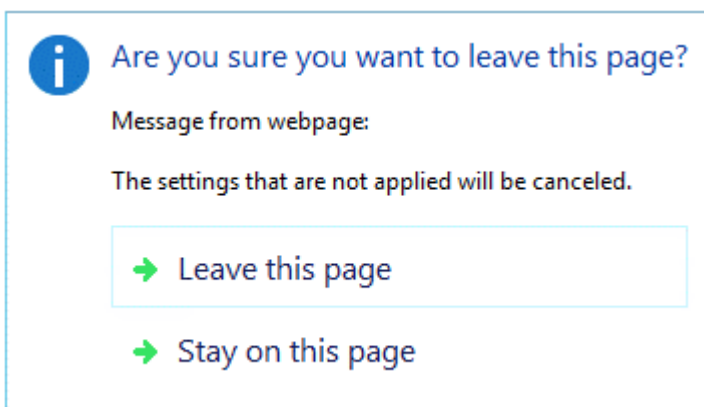 Are you sure you want to leave this page?
Message from webpage:
The settings that are not applied will be canceled.
Leave this page
Stay on this page